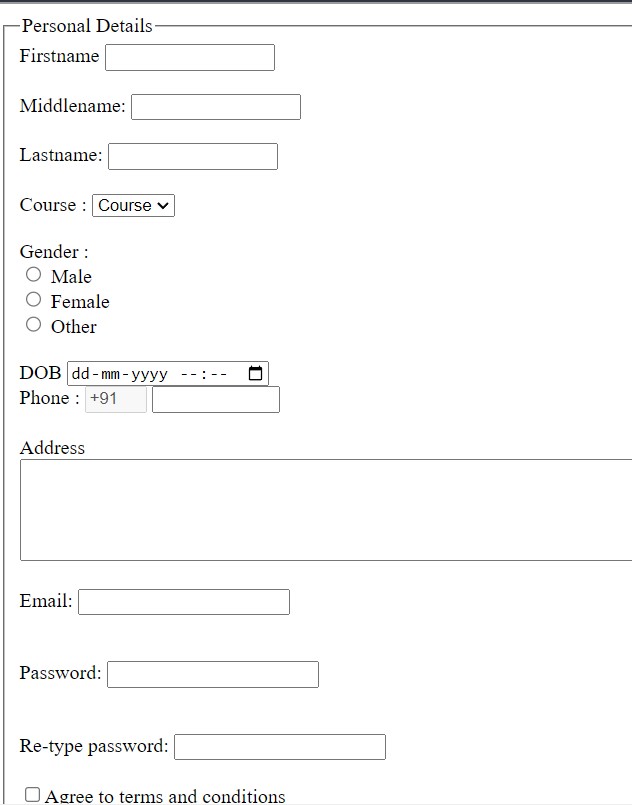 Personal Details
Firstname
Middlename:
Lastname:
Course : Course
Gender :
Male
Female
Other
DOB dd-mm-yyyy --:--
Phone : +91
Address
Email:
Password:
Re-type password:
Agree to terms and conditions